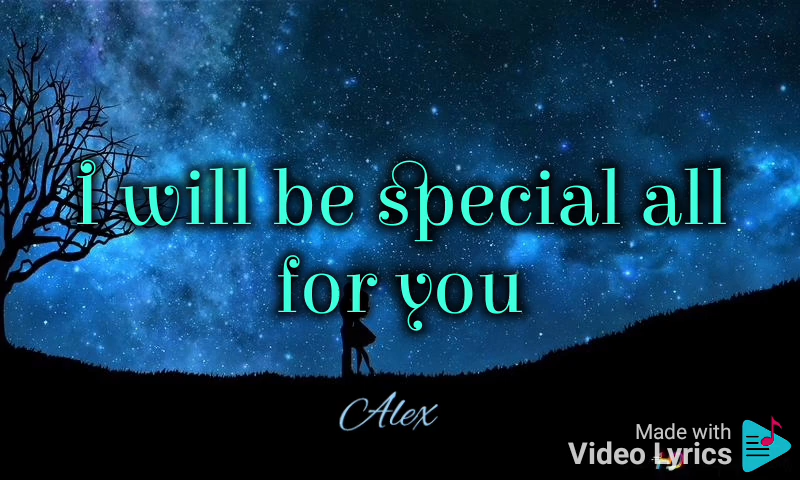 I will be special all
for you
Alex
Made with
Video Lyrics